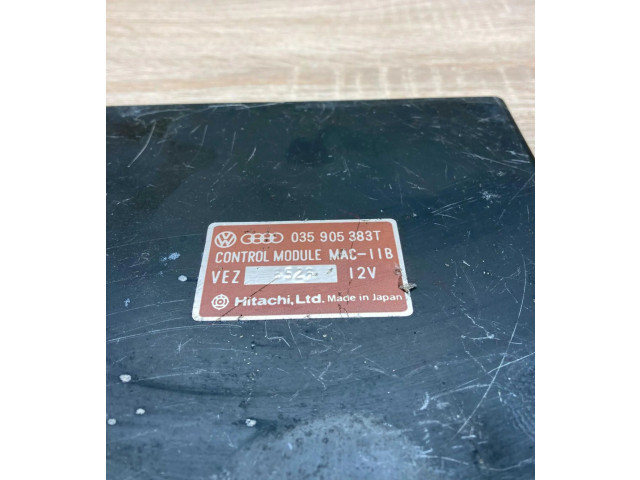 035 905 383T
CONTROL MODULE MAC-11B
VEZ 12V
Hitachi, Ltd. Made in Japan